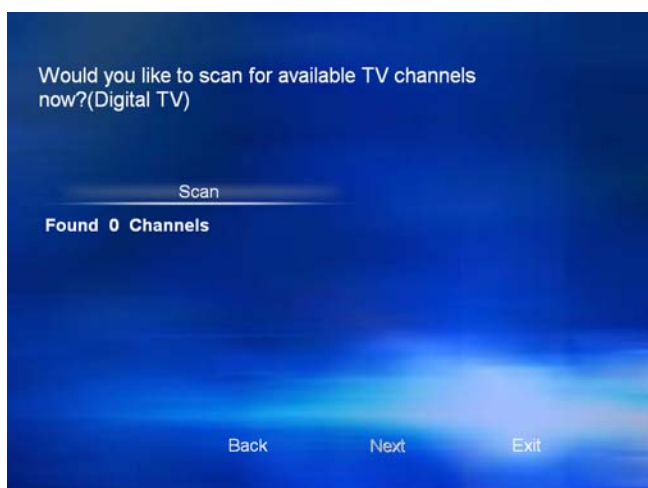 Would you like to scan for available TV channels
now?(Digital TV)
Scan
Found 0 Channels
Back Next Exit